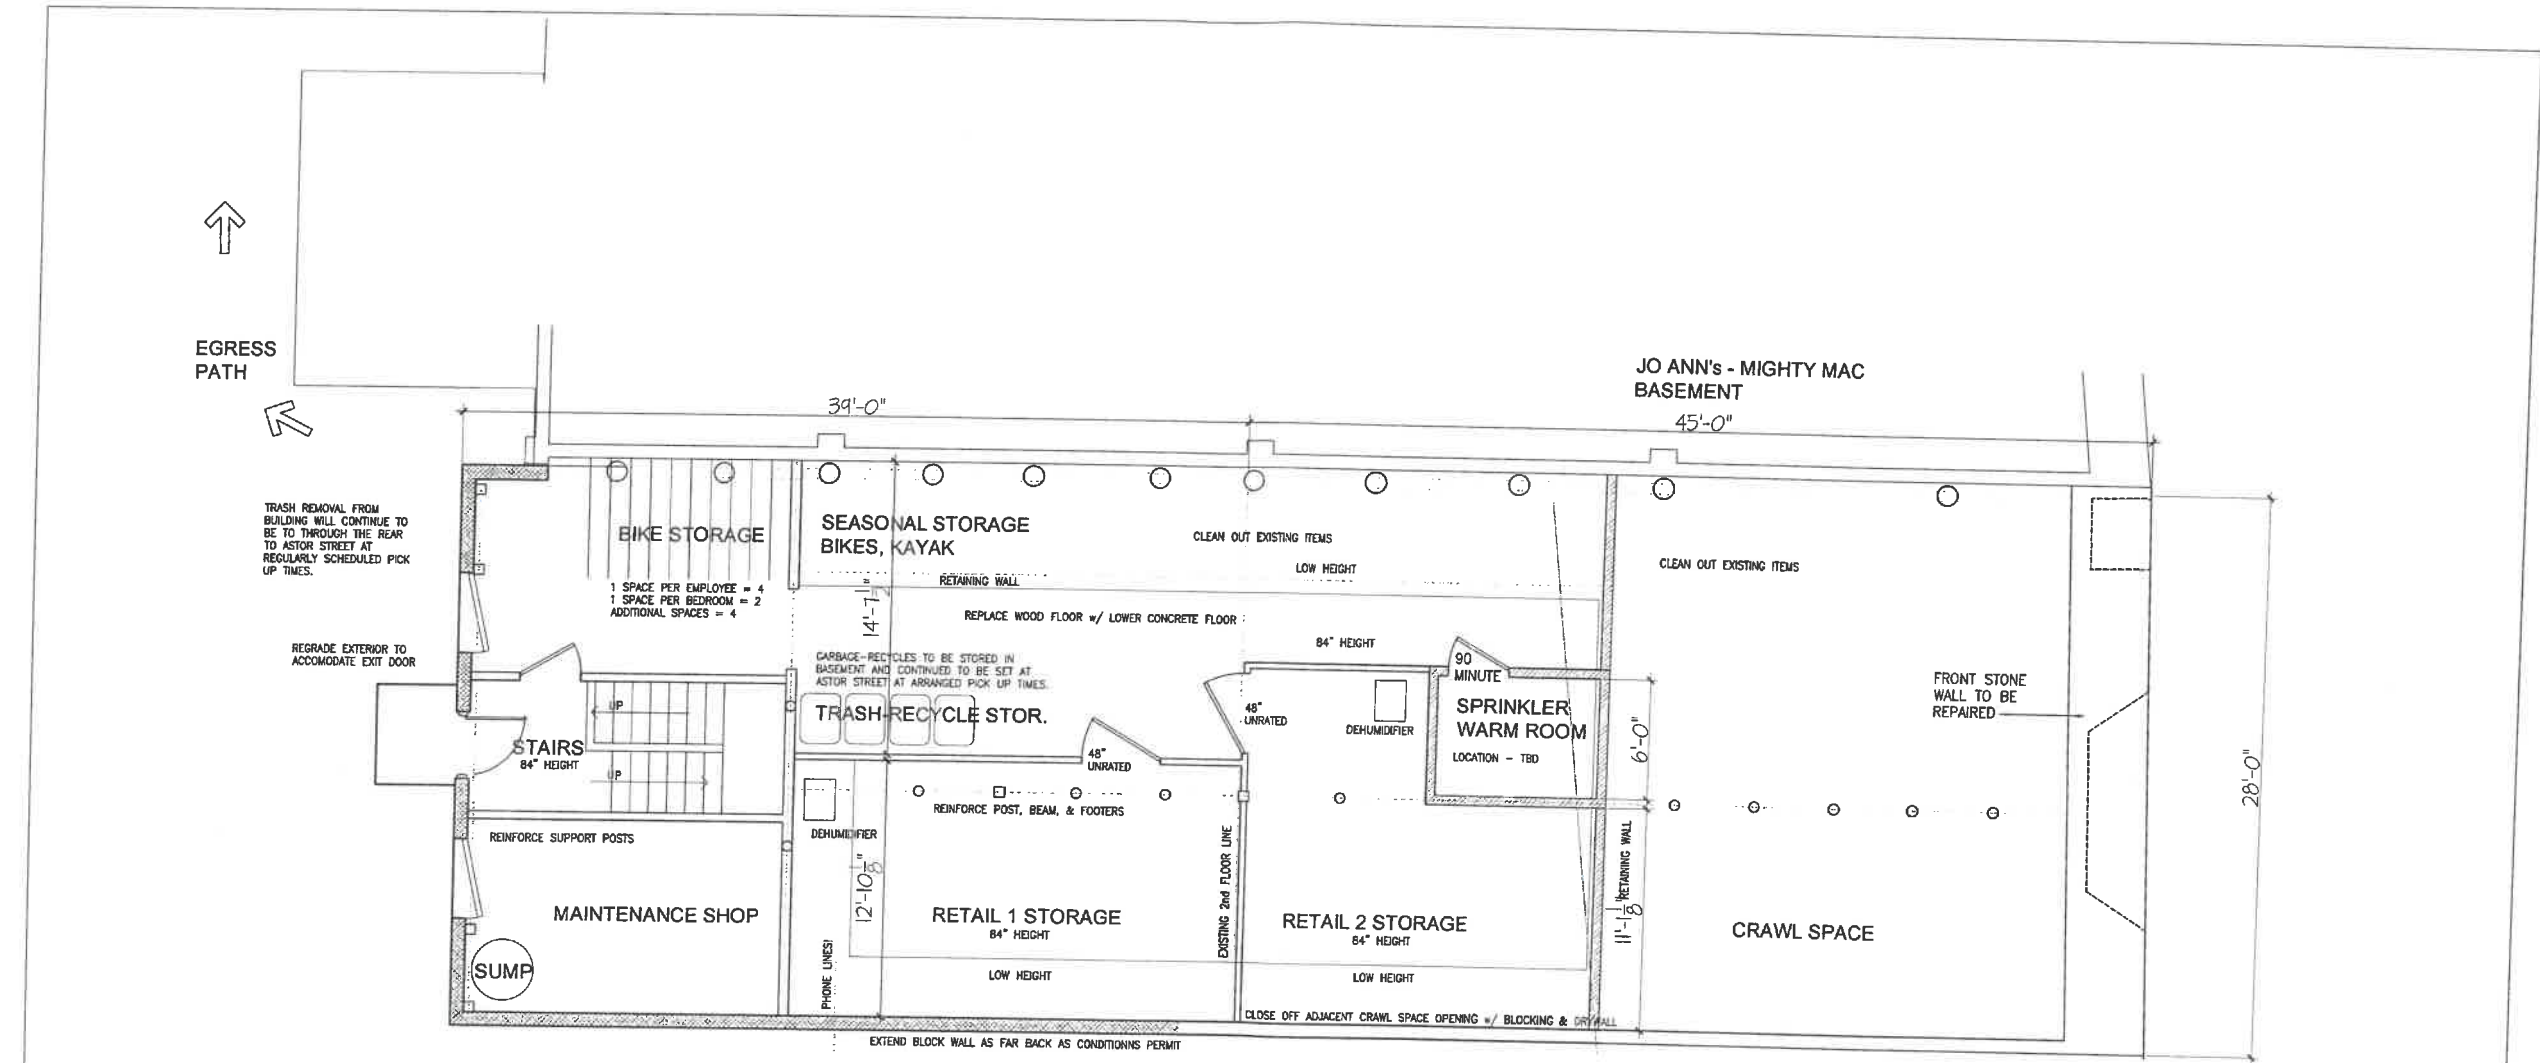 EGRESS
PATH
JO ANN's - MIGHTY MAC
BASEMENT
39'-0"
45'-0"
TRASH REMOVAL FROM
BUILDING WILL CONTINUE TO
BE TO THROUGH THE REAR
TO ASTOR STREET AT
REGULARLY SCHEDULED PICK
UP TIMES.
REGRADE EXTERIOR TO
ACCOMODATE EXIT DOOR
BIKE STORAGE
1 SPACE PER EMPLOYEE = 4
1 SPACE PER BEDROOM = 2
ADDITIONAL SPACES = 4
SEASONAL STORAGE
BIKES, KAYAK
RETAINING WALL
CLEAN OUT EXISTING ITEMS
LOW HEIGHT
CLEAN OUT EXISTING ITEMS
14'-7 1/2"
REPLACE WOOD FLOOR w/ LOWER CONCRETE FLOOR
84" HEIGHT
GARBAGE-RECYCLES TO BE STORED IN
BASEMENT AND CONTINUED TO BE SET AT
ASTOR STREET AT ARRANGED PICK UP TIMES.
TRASH-RECYCLE STOR.
48"
UNRATED
48"
UNRATED
90
MINUTE
SPRINKLER
WARM ROOM
LOCATION - TBD
DEHUMIDIFIER
6'-0"
FRONT STONE
WALL TO BE
REPAIRED
28'-0"
UP
STAIRS
84" HEIGHT
UP
REINFORCE SUPPORT POSTS
MAINTENANCE SHOP
SUMP
DEHUMIDIFIER
REINFORCE POST, BEAM, & FOOTERS
12'-10 1/8"
PHONE LINES!
RETAIL 1 STORAGE
84" HEIGHT
LOW HEIGHT
EXISTING 2nd FLOOR LINE
RETAIL 2 STORAGE
84" HEIGHT
LOW HEIGHT
11'-1 1/8"
RETAINING WALL
CRAWL SPACE
CLOSE OFF ADJACENT CRAWL SPACE OPENING w/ BLOCKING & DRYWALL
EXTEND BLOCK WALL AS FAR BACK AS CONDITIONNS PERMIT